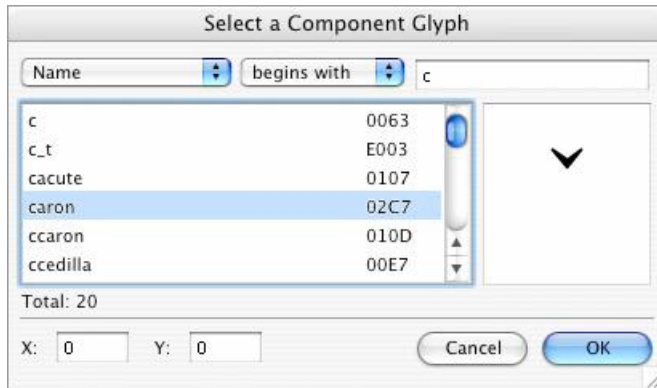 Select a Component Glyph
Name begins with c
c 0063
c_t E003
cacute 0107
caron 02C7
ccaron 010D
ccedilla 00E7
Total: 20
X: 0 Y: 0 Cancel OK